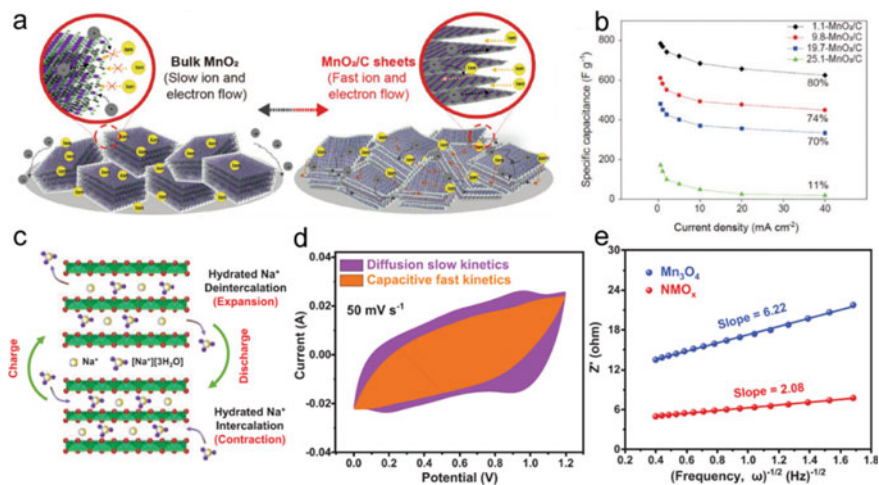 a
Bulk MnO₂
(Slow ion and
electron flow)
MnO₂/C sheets
(Fast ion and
electron flow)
b
1.1-MnO₂/C
9.8-MnO₂/C
19.7-MnO₂/C
25.1-MnO₂/C
Specific capacitance (F g⁻¹)
800
600
400
200
0
80%
74%
70%
11%
0 10 20 30 40
Current density (mA cm⁻²)
c
Hydrated Na⁺
Deintercalation
(Expansion)
Charge
Na⁺
[Na⁺][3H₂O]
Discharge
Hydrated Na⁺
Intercalation
(Contraction)
d
Diffusion slow kinetics
Capacitive fast kinetics
50 mV s⁻¹
Current (A)
0.04
0.02
0.00
-0.02
-0.04
0.0 0.2 0.4 0.6 0.8 1.0 1.2
Potential (V)
e
Mn₃O₄
NMOₓ
Slope = 6.22
Slope = 2.08
Z' (ohm)
30
24
18
12
6
0
0.2 0.4 0.6 0.8 1.0 1.2 1.4 1.6 1.8
(Frequency, ω)⁻¹/² (Hz)⁻¹/²